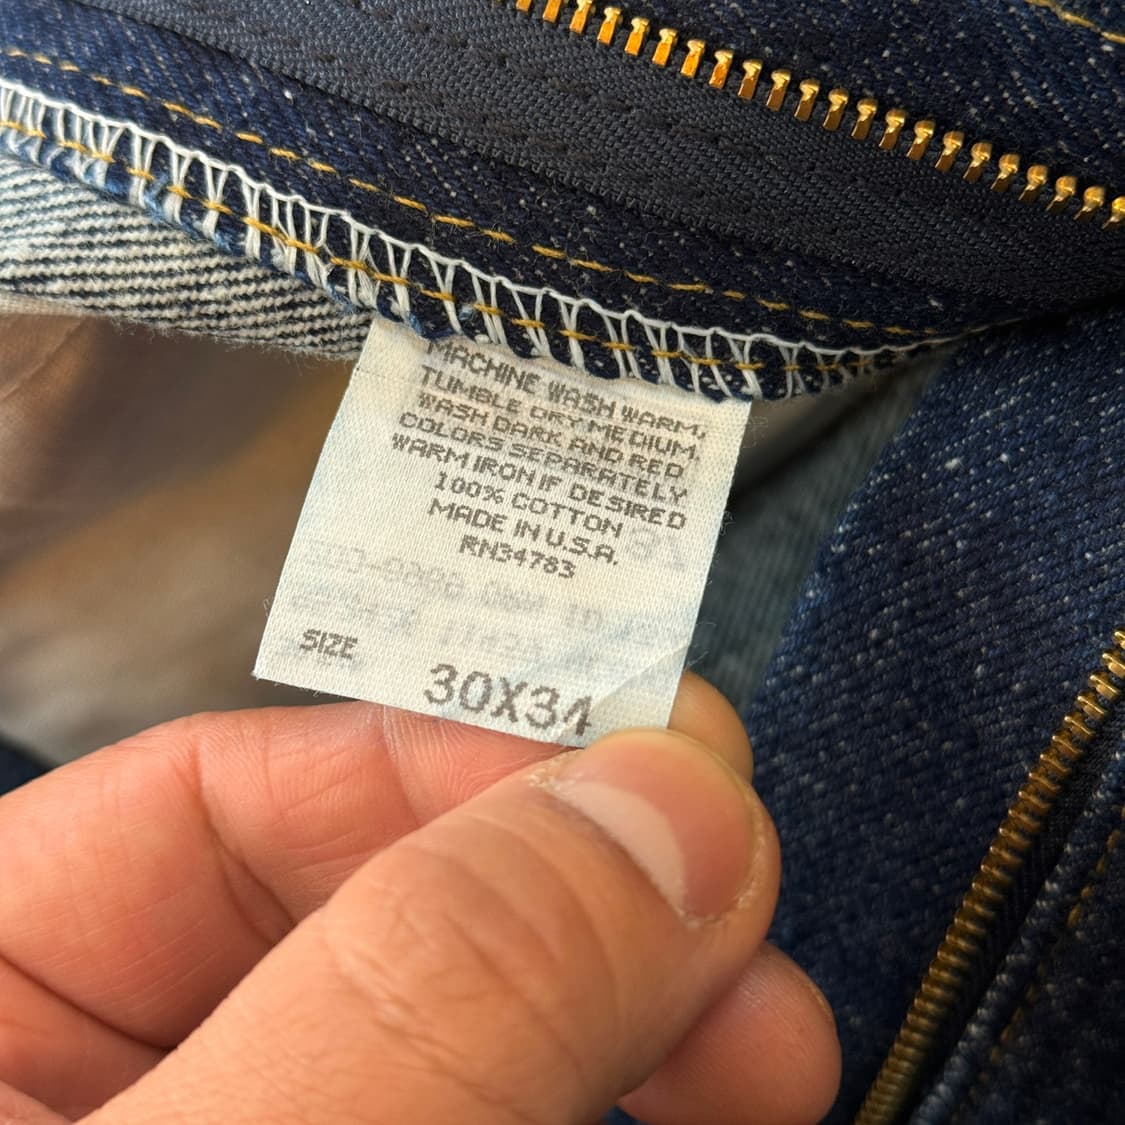 MACHINE WASH WARM,
TUMBLE DRY MEDIUM,
WASH DARK AND RED
COLORS SEPARATELY
WARM IRON IF DESIRED
100% COTTON
MADE IN U.S.A.
RN34783
SIZE
30X34